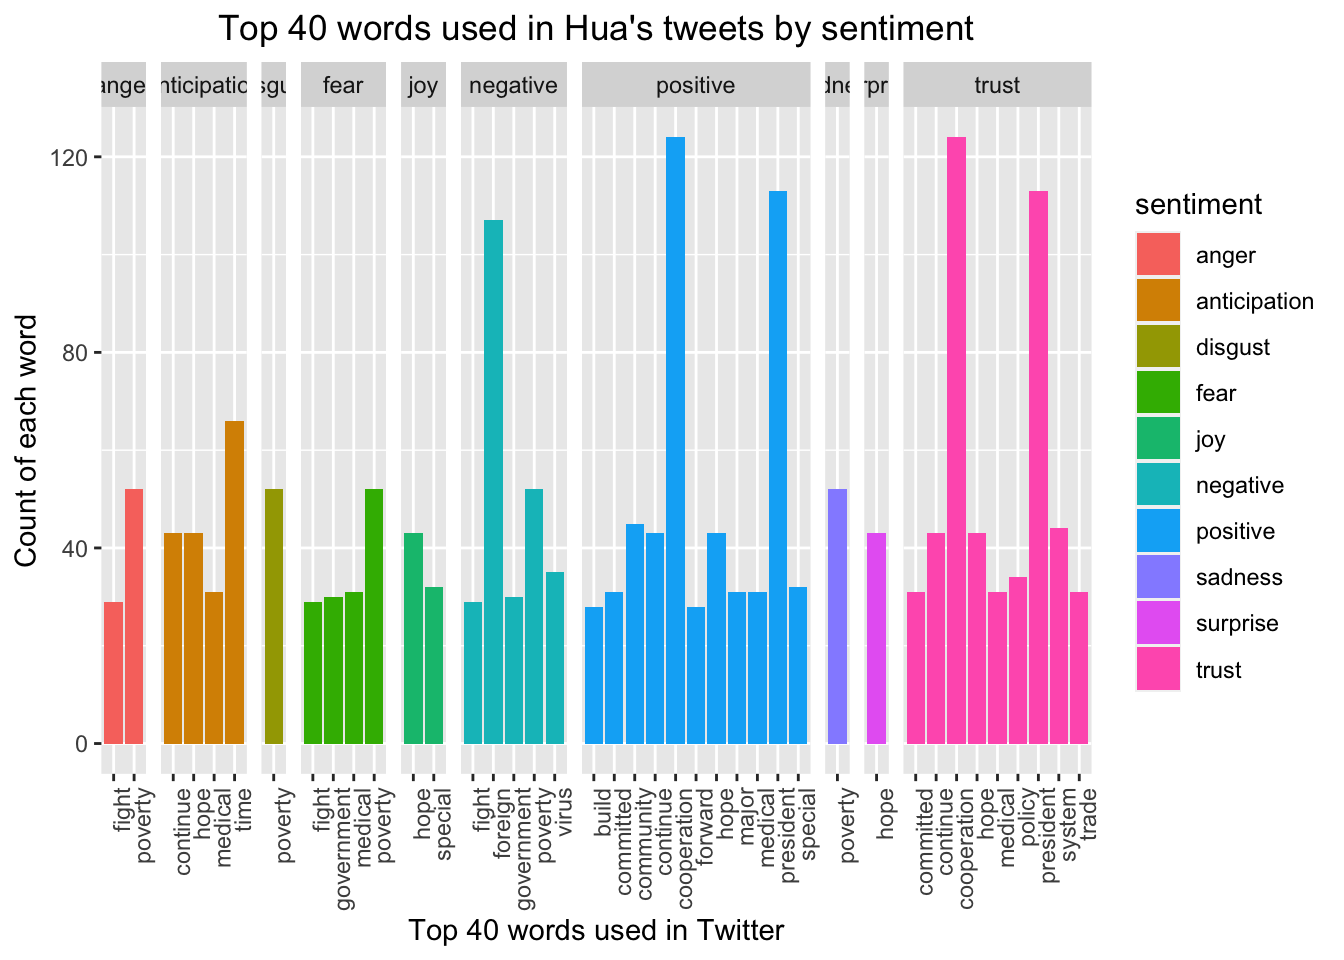 Top 40 words used in Hua's tweets by sentiment
ange nticipatio sgu fear joy negative positive dne rpr trust
120
80
40
0
Count of each word
fight
poverty
continue
hope
medical
time
poverty
fight
government
medical
poverty
hope
special
fight
foreign
government
poverty
virus
build
committed
community
continue
cooperation
forward
hope
major
medical
president
special
poverty
hope
committed
continue
cooperation
hope
medical
policy
president
system
trade
Top 40 words used in Twitter
sentiment
anger
anticipation
disgust
fear
joy
negative
positive
sadness
surprise
trust